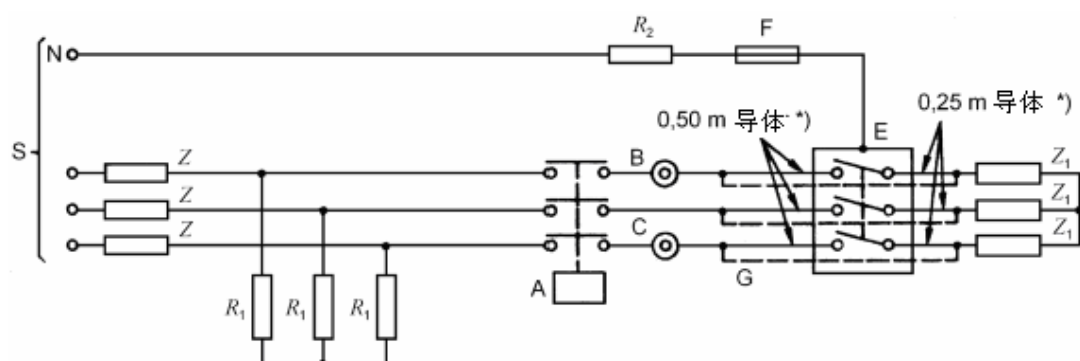 R₂ F
N
0,50 m 导体 *)
0,25 m 导体 *)
E
S
Z B Z₁
Z Z₁
Z C Z₁
A G
R₁ R₁ R₁